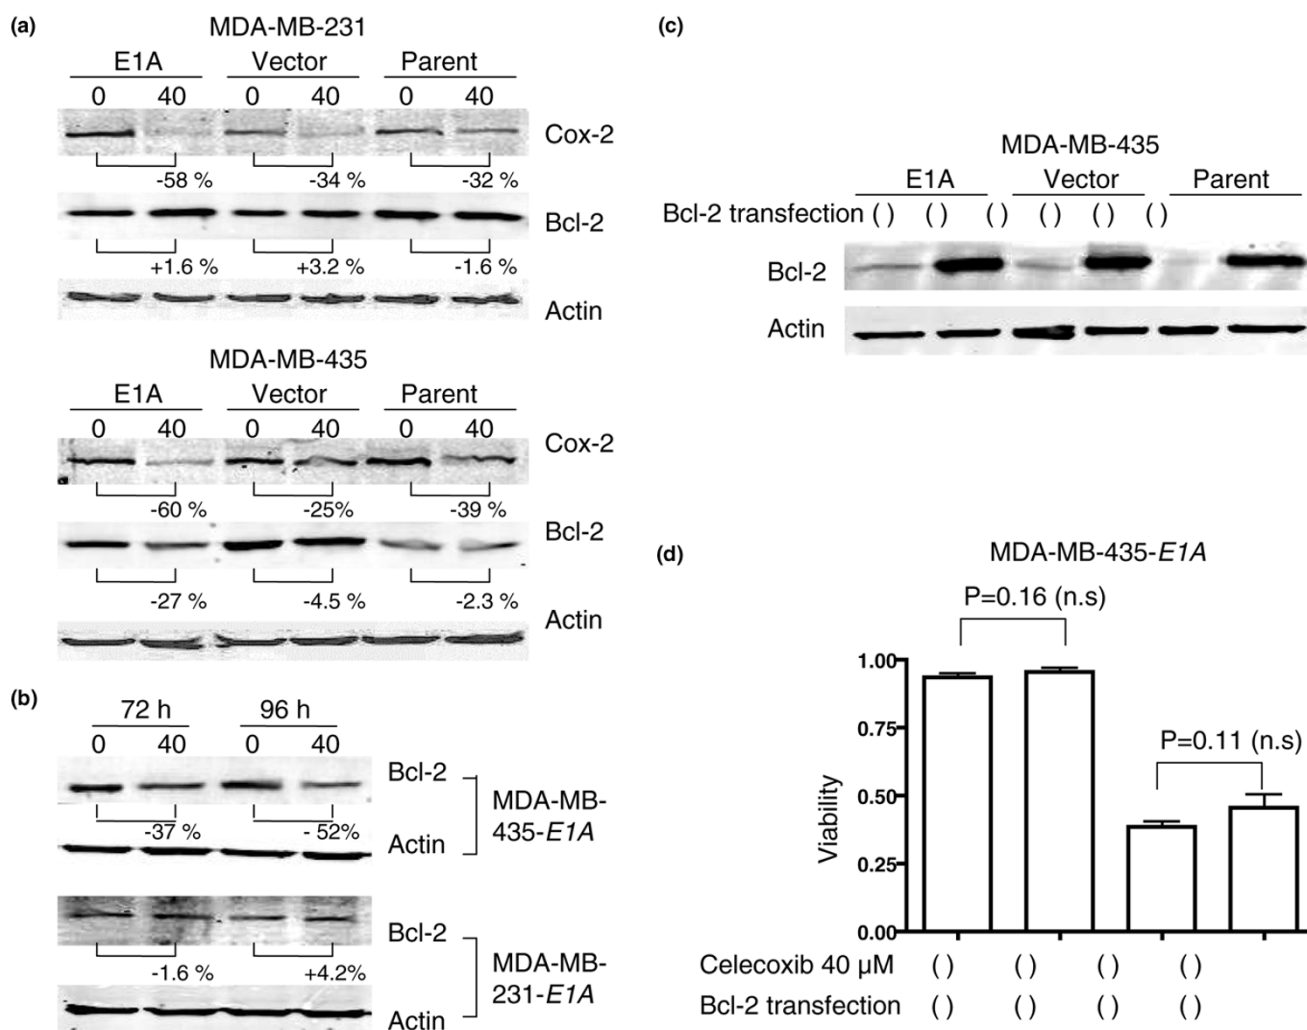 (a)
MDA-MB-231
E1A Vector Parent
0 40 0 40 0 40
Cox-2
-58 % -34 % -32 %
Bcl-2
+1.6 % +3.2 % -1.6 %
Actin
MDA-MB-435
E1A Vector Parent
0 40 0 40 0 40
Cox-2
-60 % -25% -39 %
Bcl-2
-27 % -4.5 % -2.3 %
Actin
(b)
72 h 96 h
0 40 0 40
Bcl-2
-37 % - 52%
Actin
MDA-MB-
435-E1A
Bcl-2
-1.6 % +4.2%
Actin
MDA-MB-
231-E1A
(c)
MDA-MB-435
E1A Vector Parent
Bcl-2 transfection ( ) ( ) ( ) ( ) ( ) ( )
Bcl-2
Actin
(d)
MDA-MB-435-E1A
P=0.16 (n.s)
P=0.11 (n.s)
1.00
0.75
0.50
0.25
0.00
Viability
Celecoxib 40 µM ( ) ( ) ( ) ( )
Bcl-2 transfection ( ) ( ) ( ) ( )